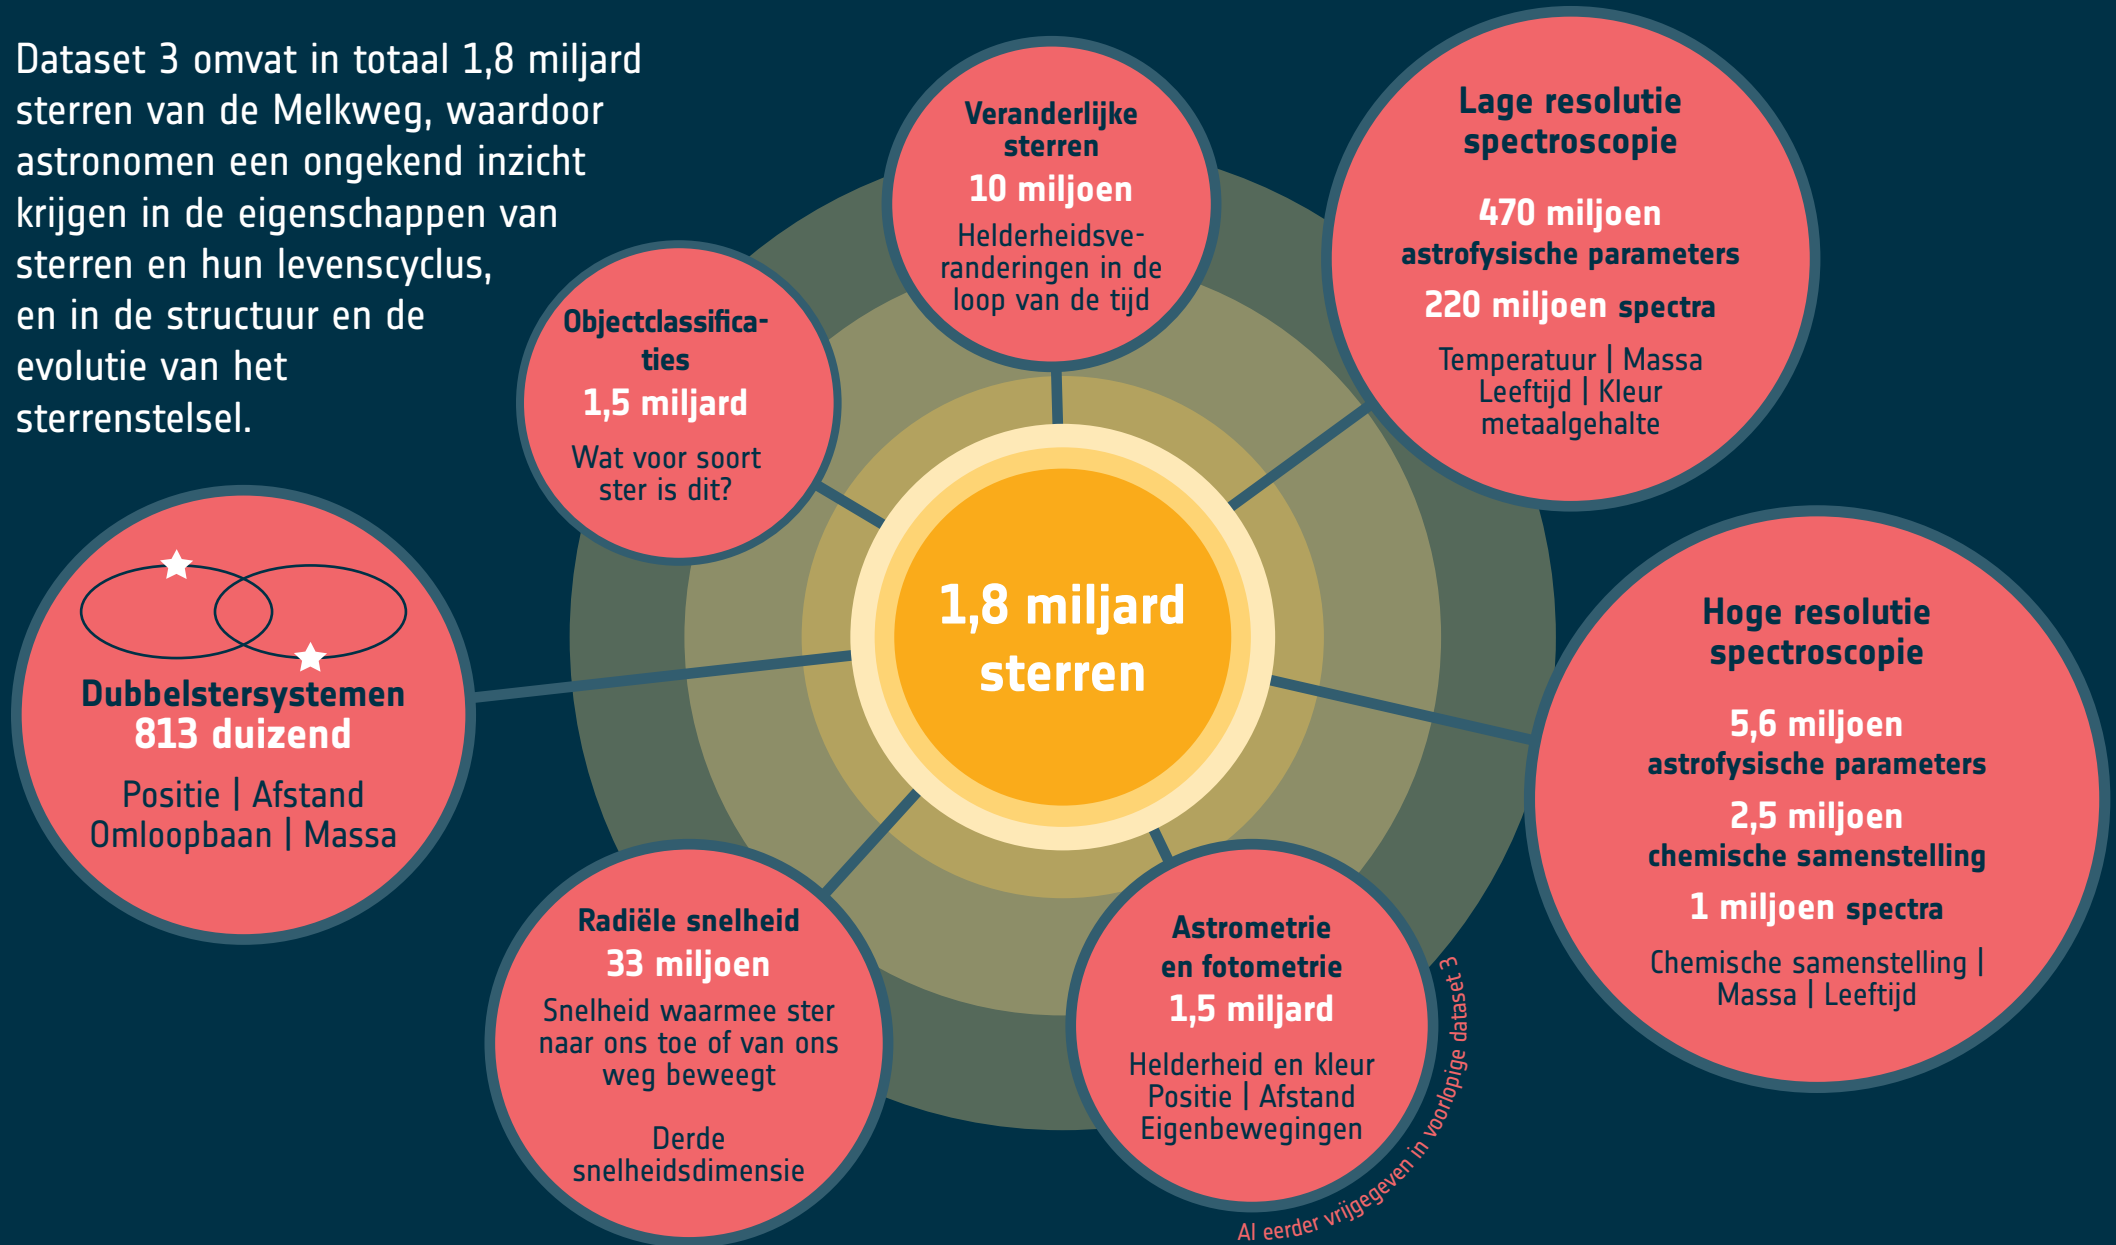 Dataset 3 omvat in totaal 1,8 miljard
sterren van de Melkweg, waardoor
astronomen een ongekend inzicht
krijgen in de eigenschappen van
sterren en hun levenscyclus,
en in de structuur en de
evolutie van het
sterrenstelsel.
Veranderlijke
sterren
10 miljoen
Helderheidsve-
randeringen in de
loop van de tijd
Lage resolutie
spectroscopie
470 miljoen
astrofysische parameters
220 miljoen spectra
Temperatuur | Massa
Leeftijd | Kleur
metaalgehalte
Objectclassifica-
ties
1,5 miljard
Wat voor soort
ster is dit?
1,8 miljard
sterren
Dubbelstersystemen
813 duizend
Positie | Afstand
Omloopbaan | Massa
Hoge resolutie
spectroscopie
5,6 miljoen
astrofysische parameters
2,5 miljoen
chemische samenstelling
1 miljoen spectra
Chemische samenstelling |
Massa | Leeftijd
Radiële snelheid
33 miljoen
Snelheid waarmee ster
naar ons toe of van ons
weg beweegt
Derde
snelheidsdimensie
Astrometrie
en fotometrie
1,5 miljard
Helderheid en kleur
Positie | Afstand
Eigenbewegingen
Al eerder vrijgegeven in voorlopige dataset 3